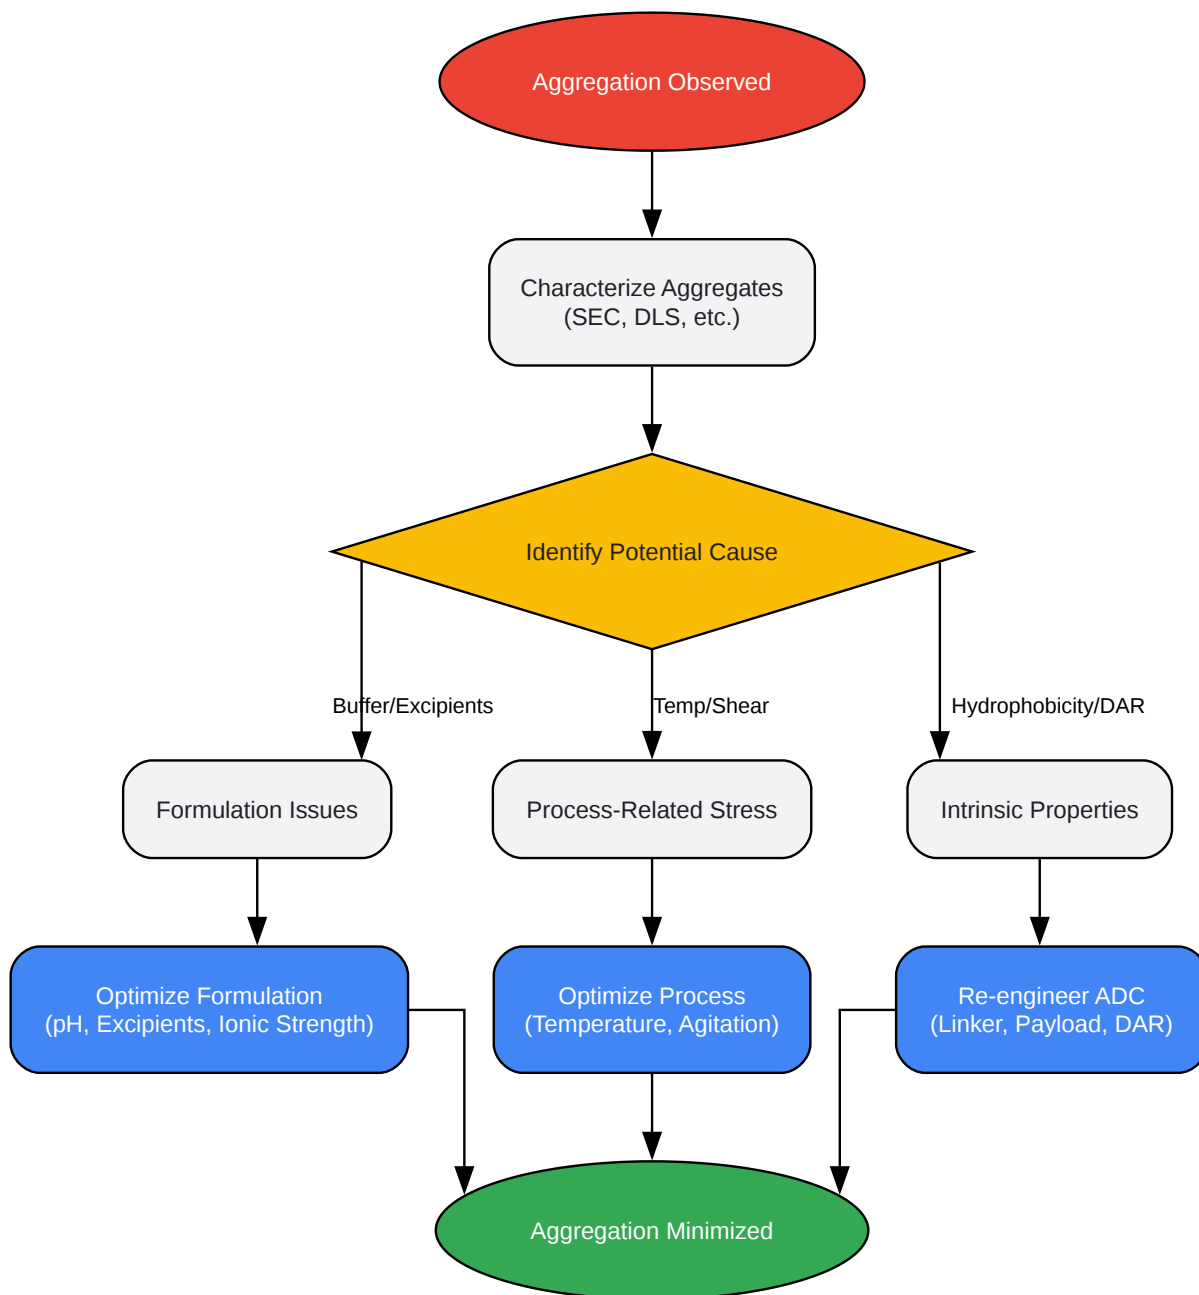 Aggregation Observed
Characterize Aggregates
(SEC, DLS, etc.)
Identify Potential Cause
Buffer/Excipients
Temp/Shear
Hydrophobicity/DAR
Formulation Issues
Process-Related Stress
Intrinsic Properties
Optimize Formulation
(pH, Excipients, Ionic Strength)
Optimize Process
(Temperature, Agitation)
Re-engineer ADC
(Linker, Payload, DAR)
Aggregation Minimized